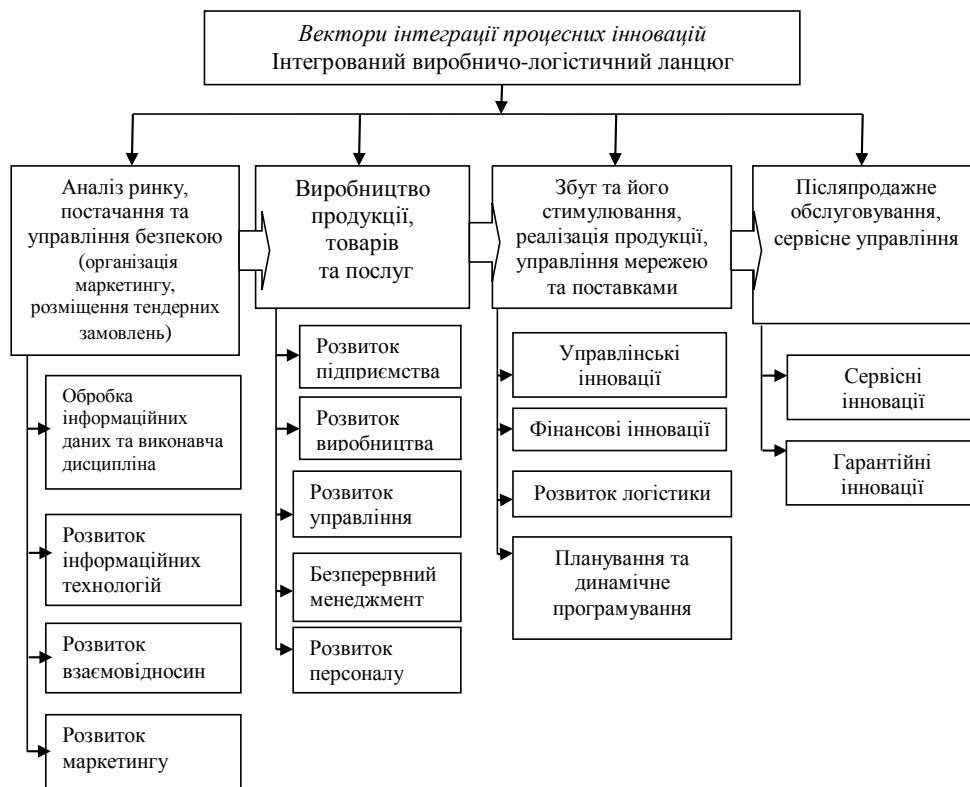 Вектори інтеграції процесних інновацій
Інтегрований виробничо-логістичний ланцюг
Аналіз ринку,
постачання та
управління безпекою
(організація
маркетингу,
розміщення тендерних
замовлень)
Обробка
інформаційних
даних та виконавча
дисципліна
Розвиток
інформаційних
технологій
Розвиток
взаємовідносин
Розвиток
маркетингу
Виробництво
продукції,
товарів
та послуг
Розвиток
підприємства
Розвиток
виробництва
Розвиток
управління
Безперервний
менеджмент
Розвиток
персоналу
Збут та його
стимулювання,
реалізація продукції,
управління мережею
та поставками
Управлінські
інновації
Фінансові інновації
Розвиток логістики
Планування та
динамічне
програмування
Післяпродажне
обслуговування,
сервісне управління
Сервісні
інновації
Гарантійні
інновації